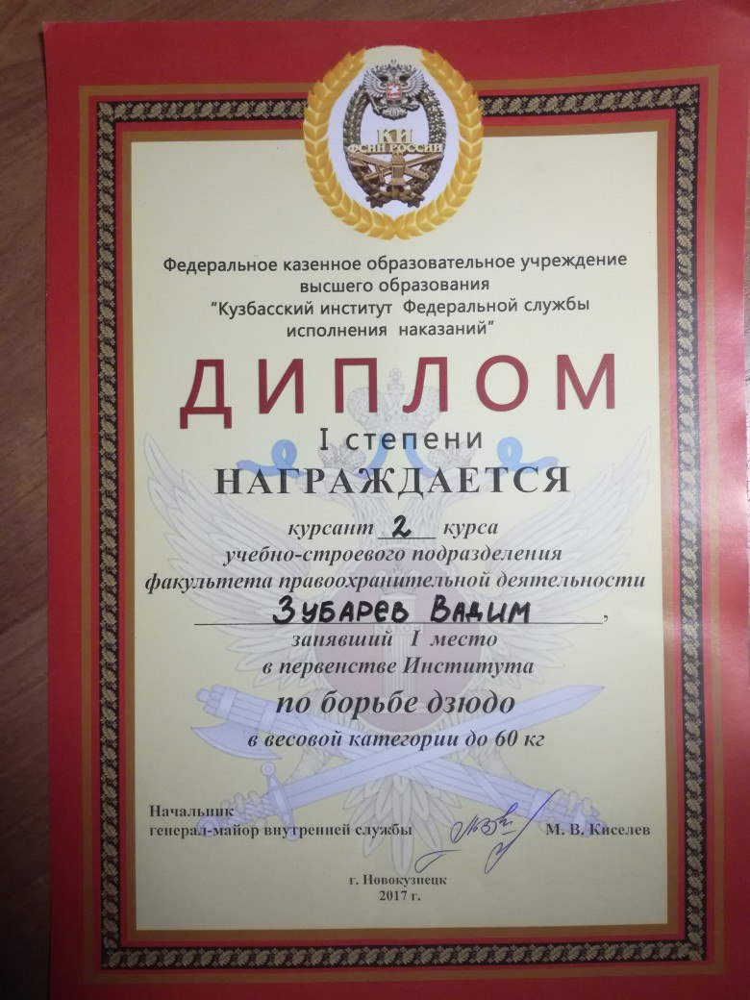 КИ
ФСИН РОССИИ
Федеральное казенное образовательное учреждение
высшего образования
"Кузбасский институт Федеральной службы
исполнения наказаний"
ДИПЛОМ
I степени
НАГРАЖДАЕТСЯ
курсант 2 курса
учебно-строевого подразделения
факультета правоохранительной деятельности
Зубарев Вадим,
занявший I место
в первенстве Института
по борьбе дзюдо
в весовой категории до 60 кг
Начальник
генерал-майор внутренней службы М. В. Киселев
г. Новокузнецк
2017 г.